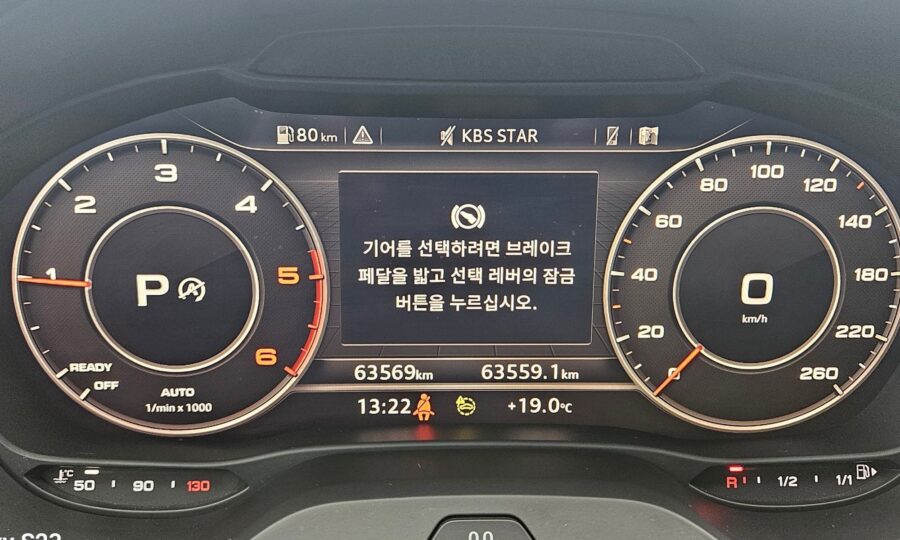 80 km
KBS STAR
1
2
3
4
5
6
P
READY
OFF
AUTO
1/min x 1000
기어를 선택하려면 브레이크
페달을 밟고 선택 레버의 잠금
버튼을 누르십시오.
0
20
40
60
80
100
120
140
180
220
260
0
km/h
63569km
63559.1km
13:22
+19.0°C
°C
50
90
130
R
1/2
1/1